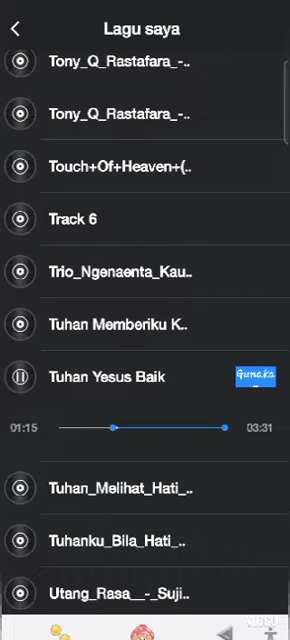 Lagu saya
Tony_Q_Rastafara_-..
Tony_Q_Rastafara_-..
Touch+Of+Heaven+(..
Track 6
Trio_Ngenaenta_Kau..
Tuhan Memberiku K..
Tuhan Yesus Baik
Gunaka
01:15
03:31
Tuhan_Melihat_Hati_..
Tuhanku_Bila_Hati_..
Utang_Rasa__-_Suji..